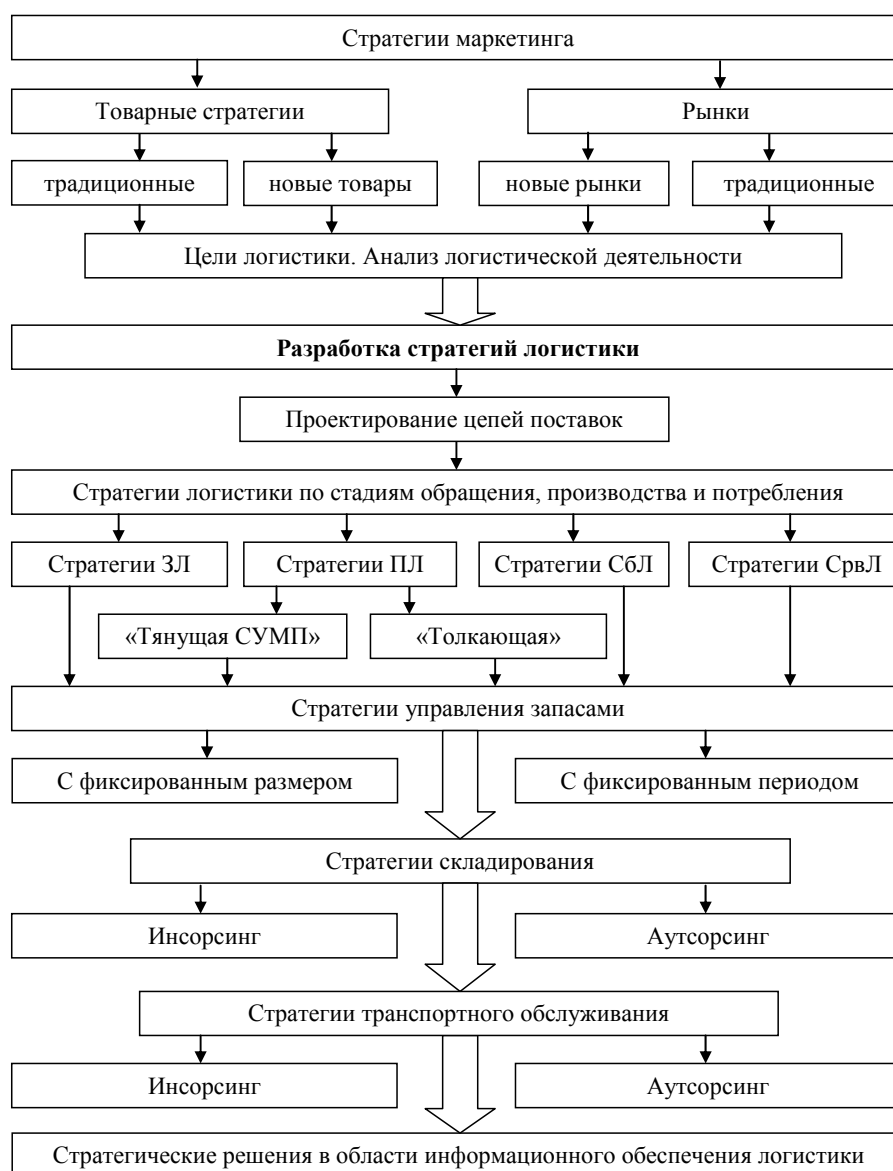 Стратегии маркетинга
Товарные стратегии
Рынки
традиционные
новые товары
новые рынки
традиционные
Цели логистики. Анализ логистической деятельности
Разработка стратегий логистики
Проектирование цепей поставок
Стратегии логистики по стадиям обращения, производства и потребления
Стратегии ЗЛ
Стратегии ПЛ
Стратегии СбЛ
Стратегии СрвЛ
«Тянущая СУМП»
«Толкающая»
Стратегии управления запасами
С фиксированным размером
С фиксированным периодом
Стратегии складирования
Инсорсинг
Аутсорсинг
Стратегии транспортного обслуживания
Инсорсинг
Аутсорсинг
Стратегические решения в области информационного обеспечения логистики